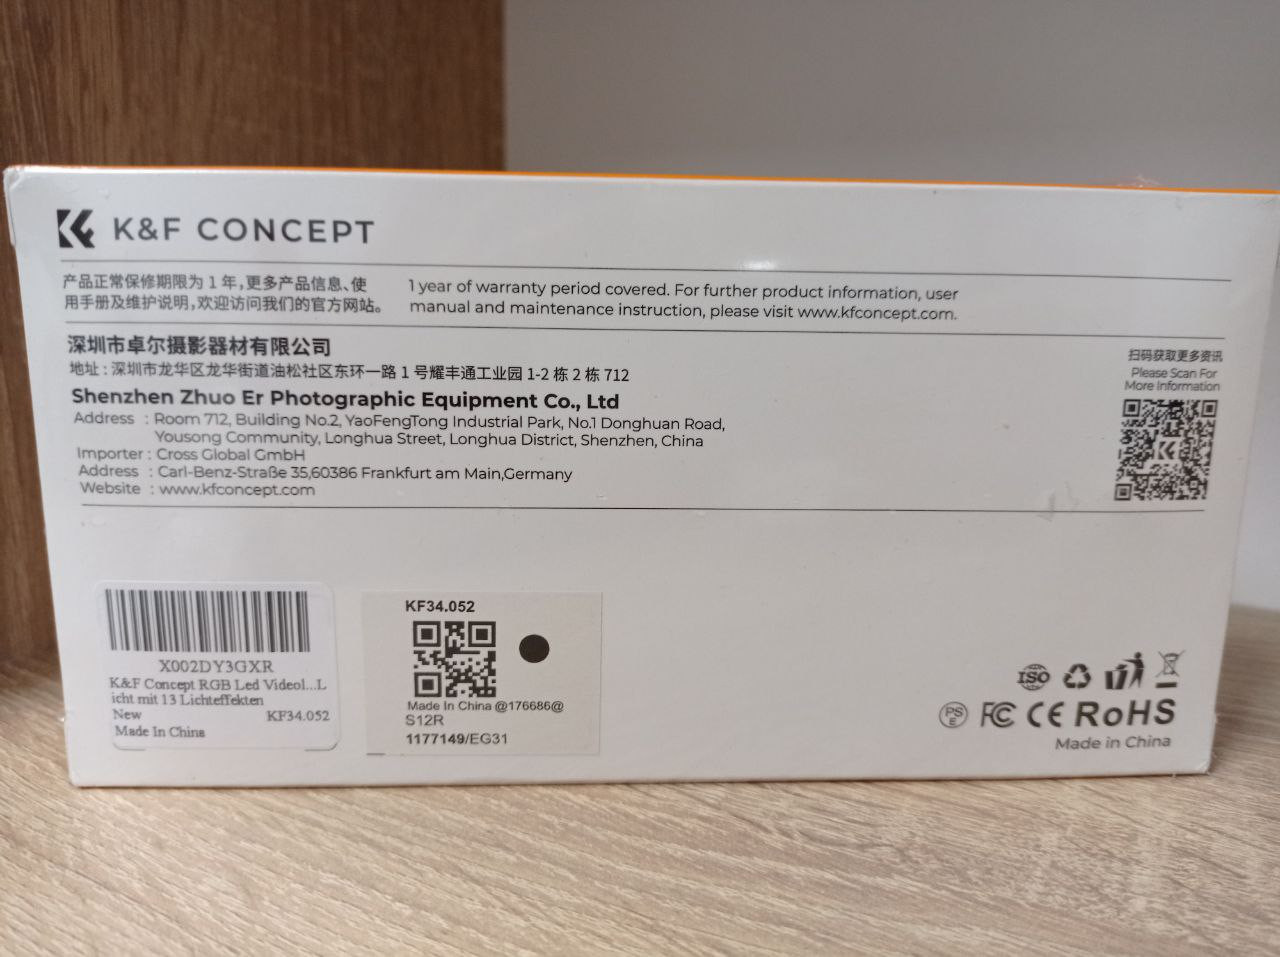 K&F CONCEPT
产品正常保修期限为 1 年,更多产品信息、使
用手册及维护说明,欢迎访问我们的官方网站。
1 year of warranty period covered. For further product information, user
manual and maintenance instruction, please visit www.kfconcept.com.
深圳市卓尔摄影器材有限公司
地址 : 深圳市龙华区龙华街道油松社区东环一路 1 号耀丰通工业园 1-2 栋 2 栋 712
Shenzhen Zhuo Er Photographic Equipment Co., Ltd
Address : Room 712, Building No.2, YaoFengTong Industrial Park, No.1 Donghuan Road,
Yousong Community, Longhua Street, Longhua District, Shenzhen, China
Importer : Cross Global GmbH
Address : Carl-Benz-Straße 35,60386 Frankfurt am Main,Germany
Website : www.kfconcept.com
扫码获取更多资讯
Please Scan For
More Information
X002DY3GXR
K&F Concept RGB Led Videol...L
icht mit 13 Lichteffekten
New KF34.052
Made In China
KF34.052
Made In China @176686@
S12R
1177149/EG31
ISO
PSE FC CE RoHS
Made in China